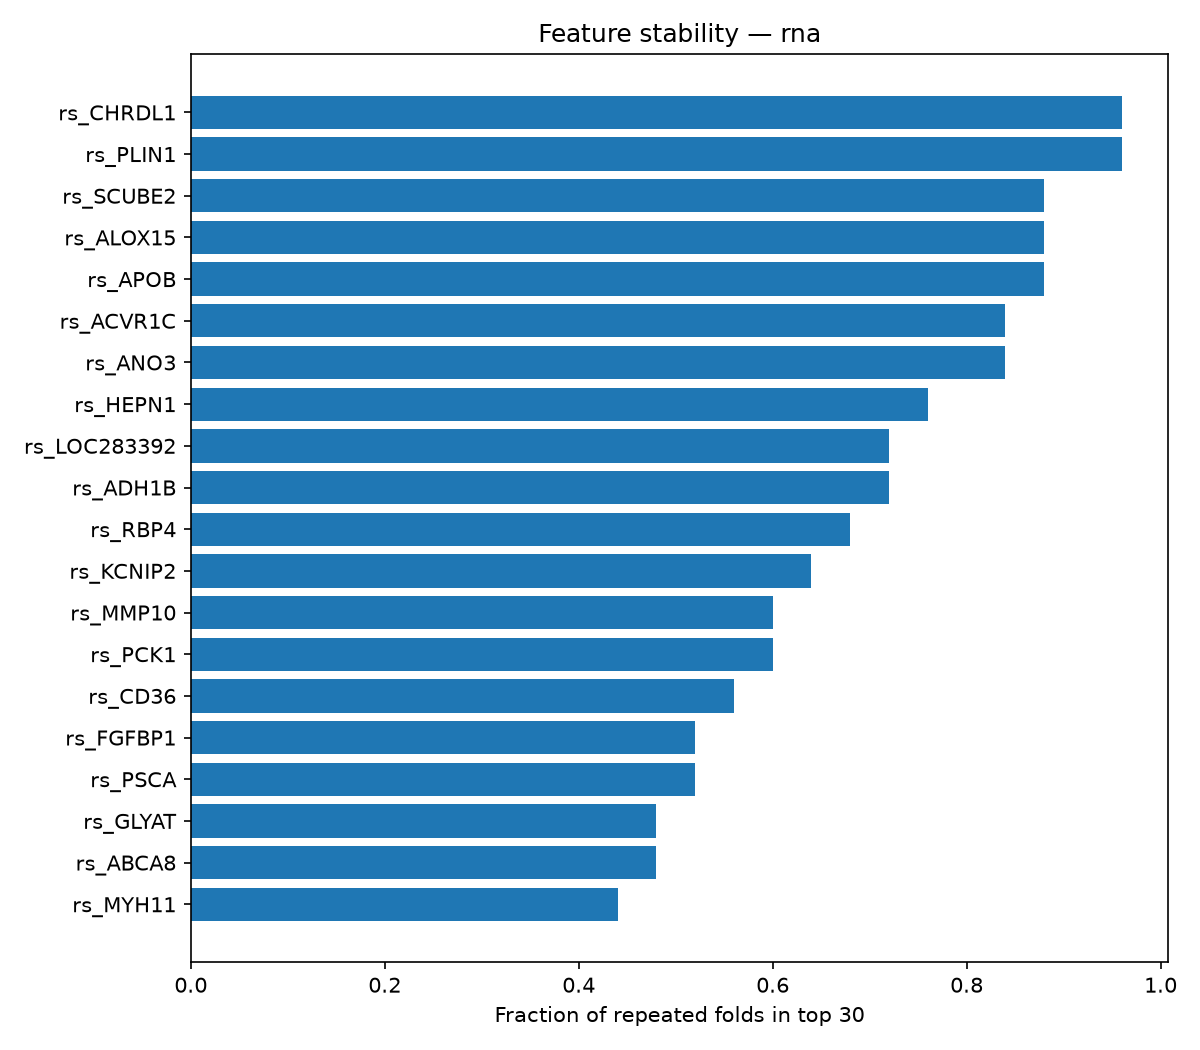 Feature stability — rna
rs_CHRDL1
rs_PLIN1
rs_SCUBE2
rs_ALOX15
rs_APOB
rs_ACVR1C
rs_ANO3
rs_HEPN1
rs_LOC283392
rs_ADH1B
rs_RBP4
rs_KCNIP2
rs_MMP10
rs_PCK1
rs_CD36
rs_FGFBP1
rs_PSCA
rs_GLYAT
rs_ABCA8
rs_MYH11
0.0 0.2 0.4 0.6 0.8 1.0
Fraction of repeated folds in top 30